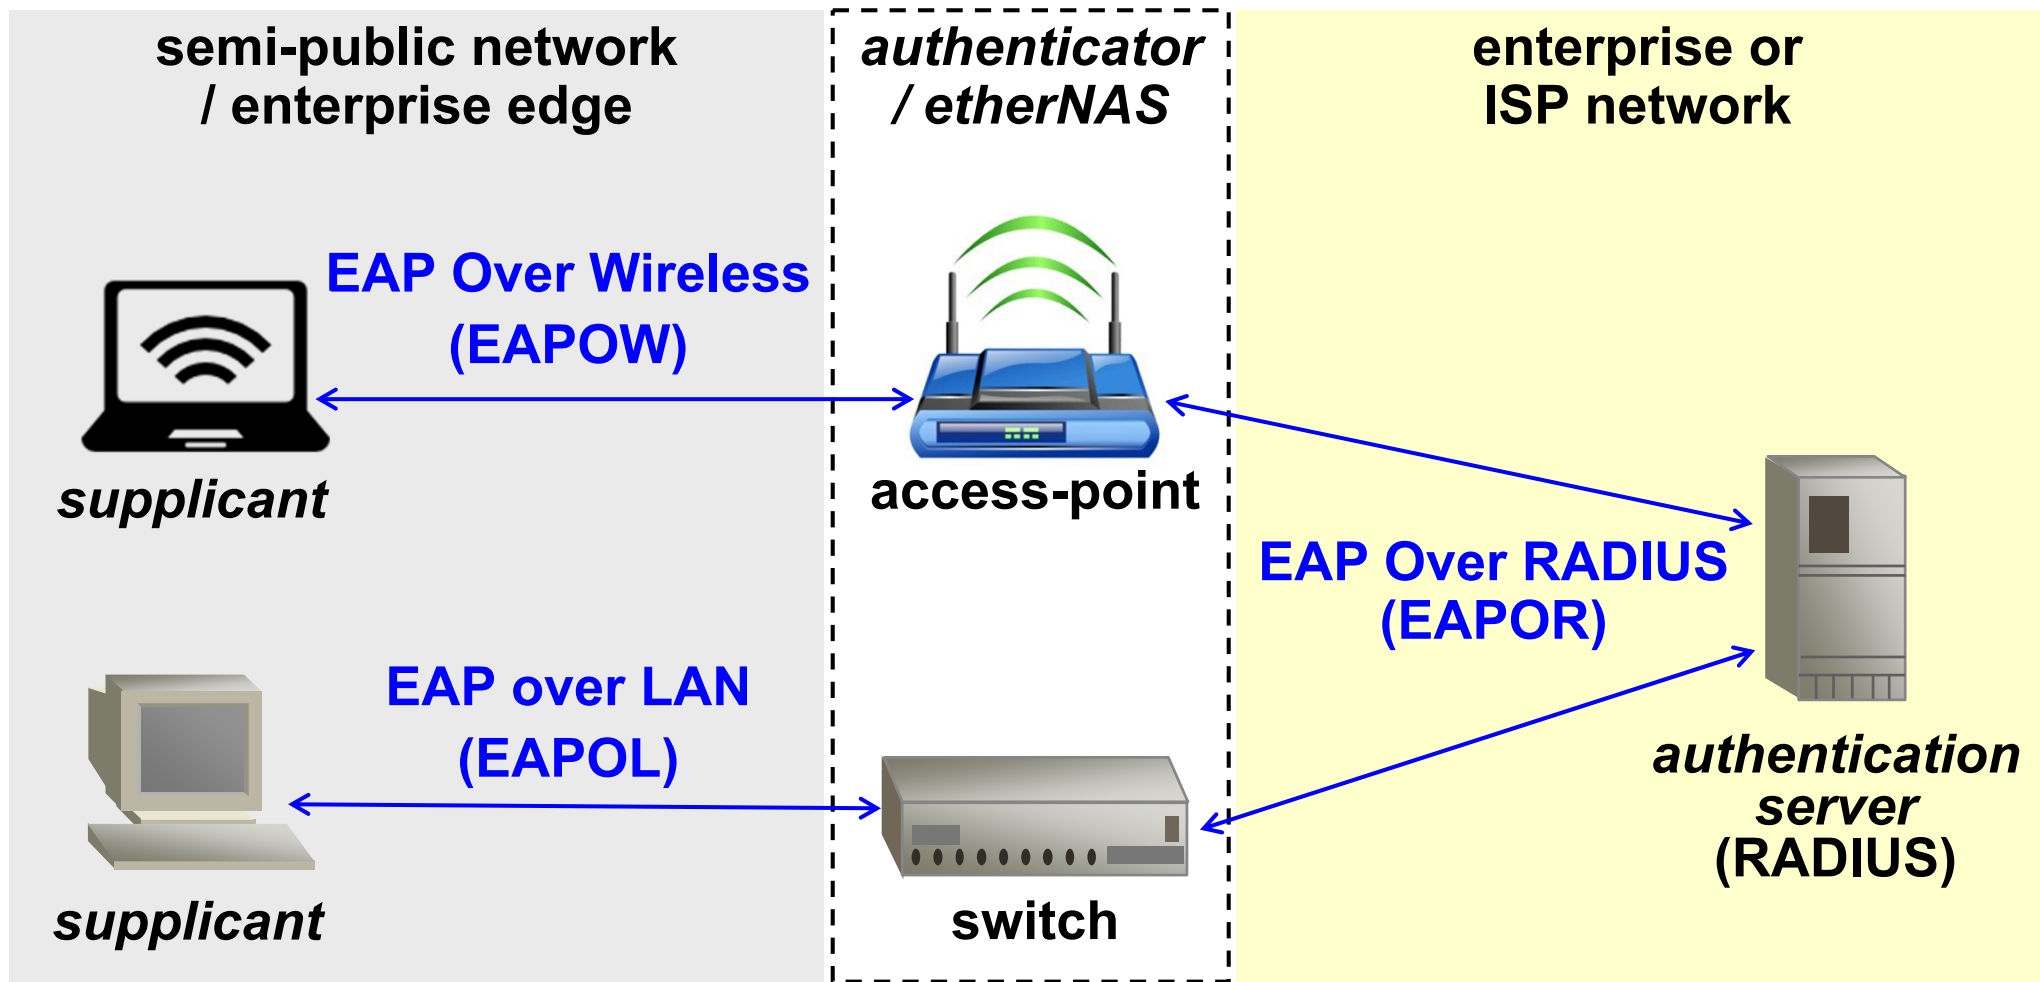 semi-public network
/ enterprise edge
authenticator
/ etherNAS
enterprise or
ISP network
EAP Over Wireless
(EAPOW)
supplicant
access-point
EAP Over RADIUS
(EAPOR)
EAP over LAN
(EAPOL)
authentication
server
(RADIUS)
supplicant
switch